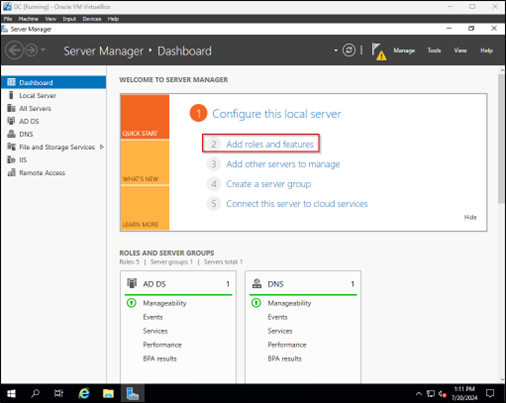 DC [Running] - Oracle VM VirtualBox
File Machine View Input Devices Help
Server Manager
Server Manager • Dashboard
Manage Tools View Help
Dashboard
Local Server
All Servers
AD DS
DNS
File and Storage Services
IIS
Remote Access
WELCOME TO SERVER MANAGER
QUICK START
WHAT'S NEW
LEARN MORE
1 Configure this local server
2 Add roles and features
3 Add other servers to manage
4 Create a server group
5 Connect this server to cloud services
Hide
ROLES AND SERVER GROUPS
Roles: 5 | Server groups: 1 | Servers total: 1
AD DS 1
Manageability
Events
Services
Performance
BPA results
DNS 1
Manageability
Events
Services
Performance
BPA results
1:11 PM
7/20/2024